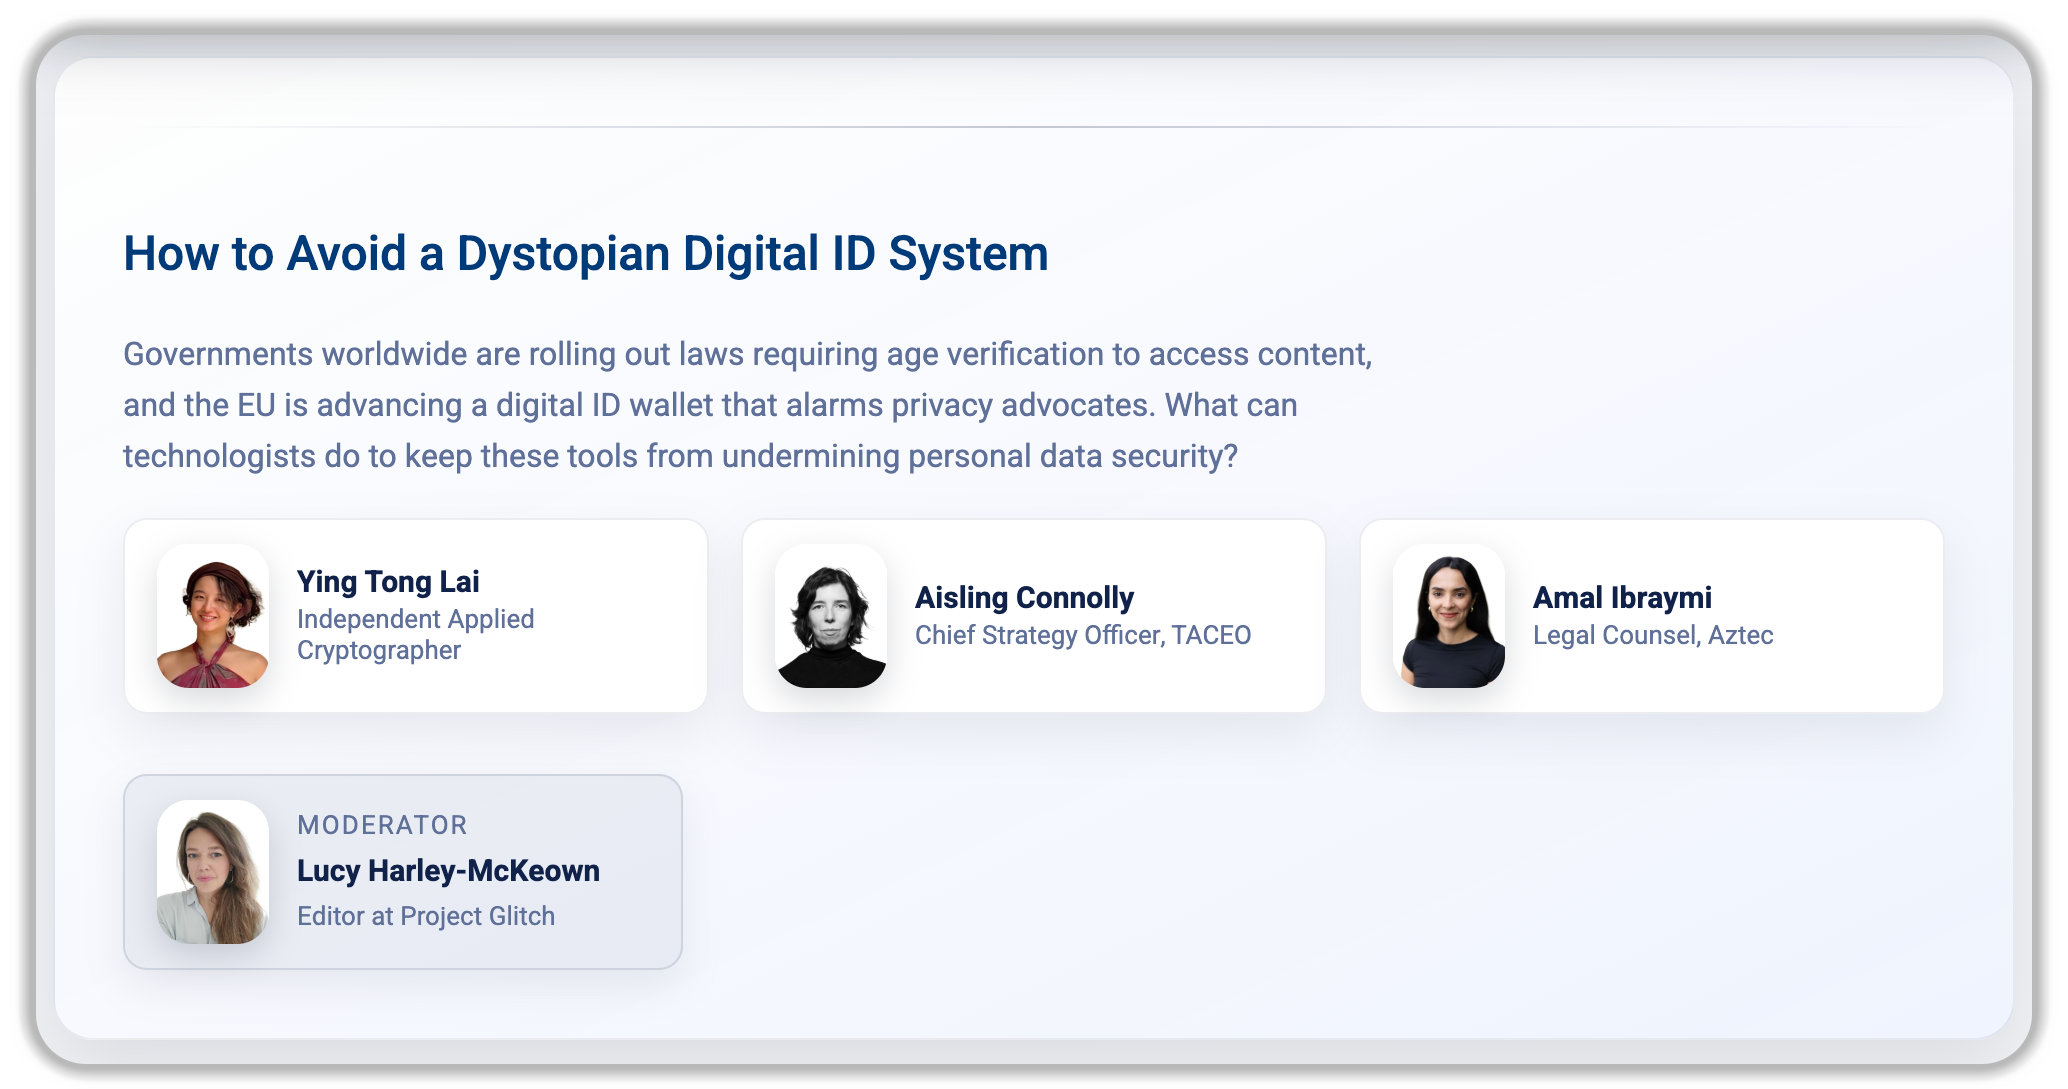 How to Avoid a Dystopian Digital ID System
Governments worldwide are rolling out laws requiring age verification to access content,
and the EU is advancing a digital ID wallet that alarms privacy advocates. What can
technologists do to keep these tools from undermining personal data security?
Ying Tong Lai
Independent Applied
Cryptographer
Aisling Connolly
Chief Strategy Officer, TACEO
Amal Ibraymi
Legal Counsel, Aztec
MODERATOR
Lucy Harley-McKeown
Editor at Project Glitch